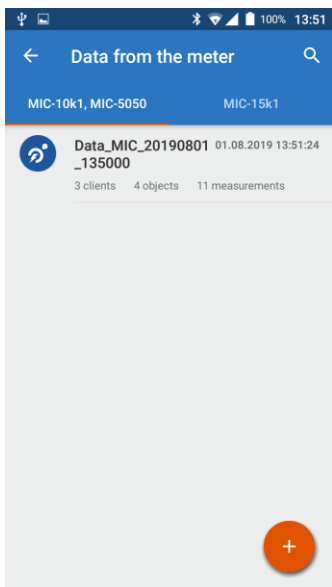 100% 13:51
Data from the meter
MIC-10k1, MIC-5050 MIC-15k1
Data_MIC_20190801 01.08.2019 13:51:24
_135000
3 clients 4 objects 11 measurements